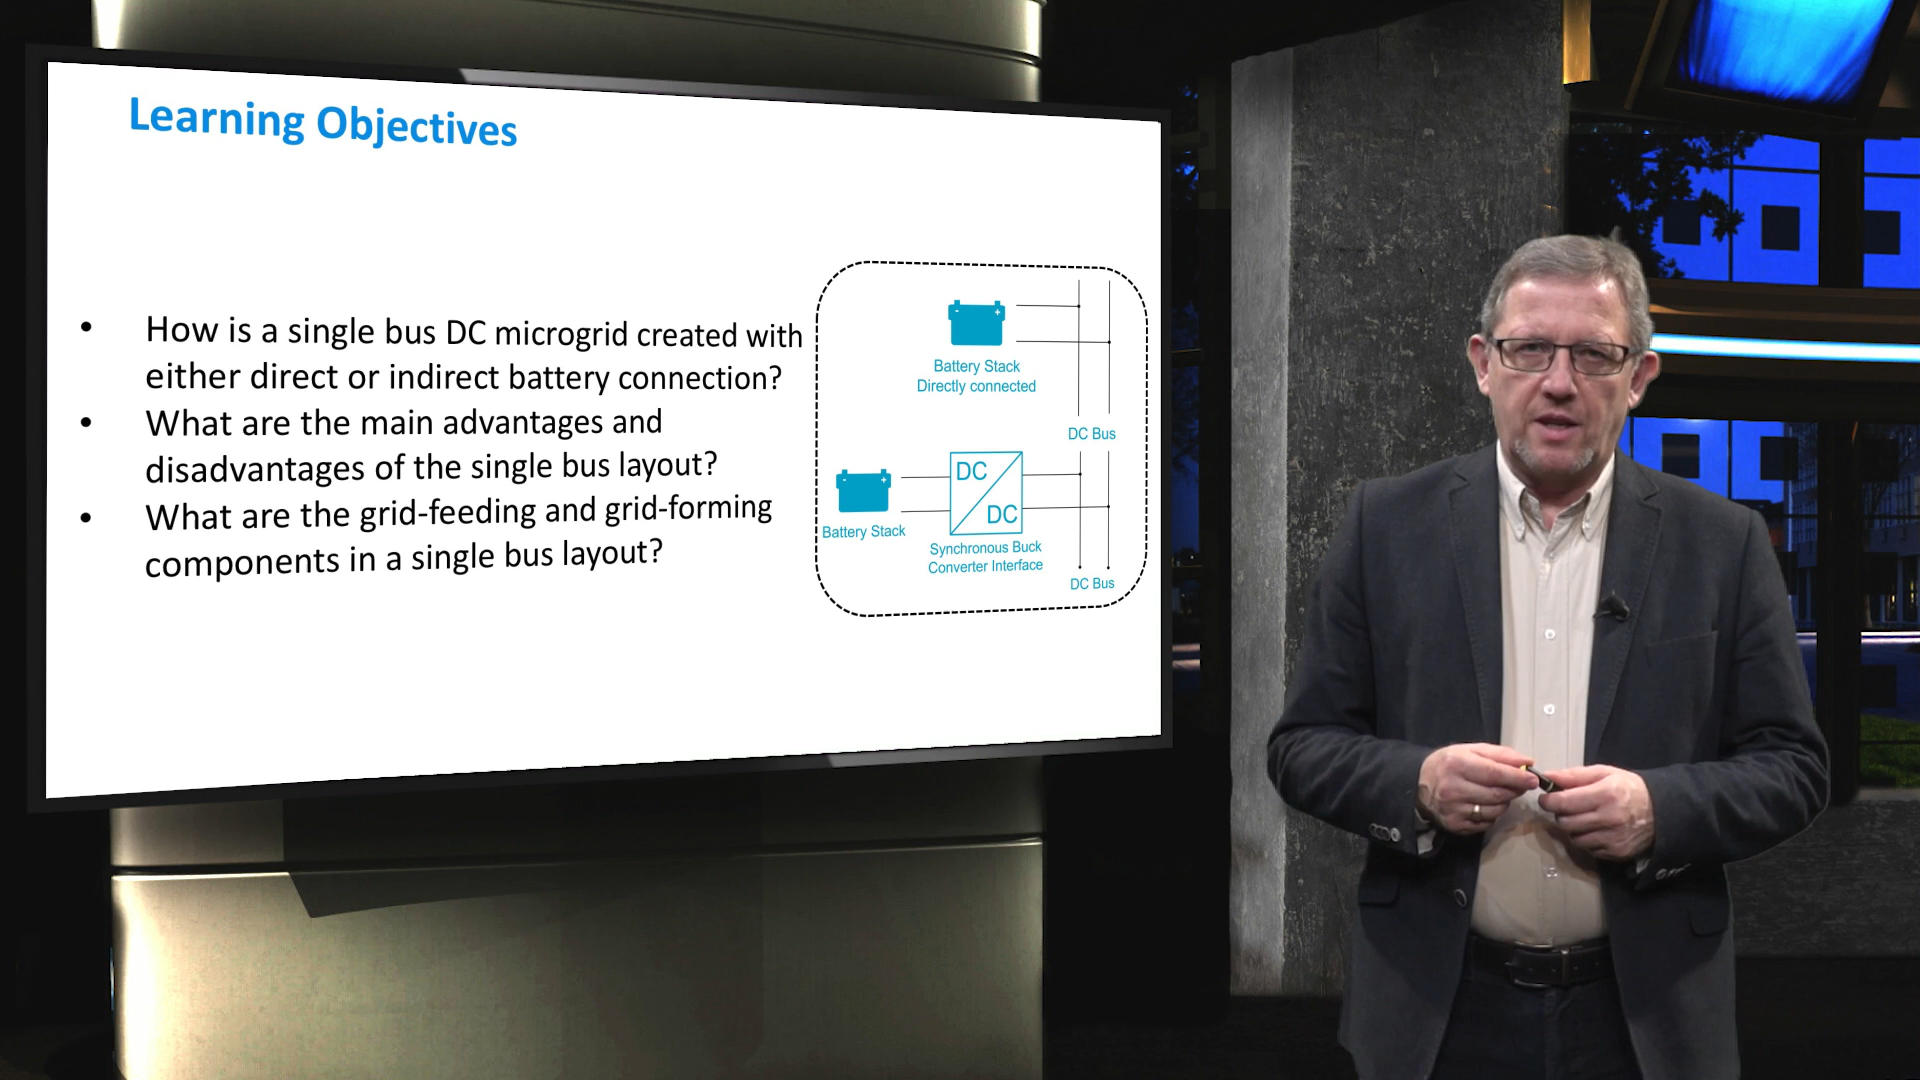 Learning Objectives
• How is a single bus DC microgrid created with
either direct or indirect battery connection?
• What are the main advantages and
disadvantages of the single bus layout?
• What are the grid-feeding and grid-forming
components in a single bus layout?
- +
Battery Stack
Directly connected
DC Bus
- +
Battery Stack
DC
DC
Synchronous Buck
Converter Interface
DC Bus